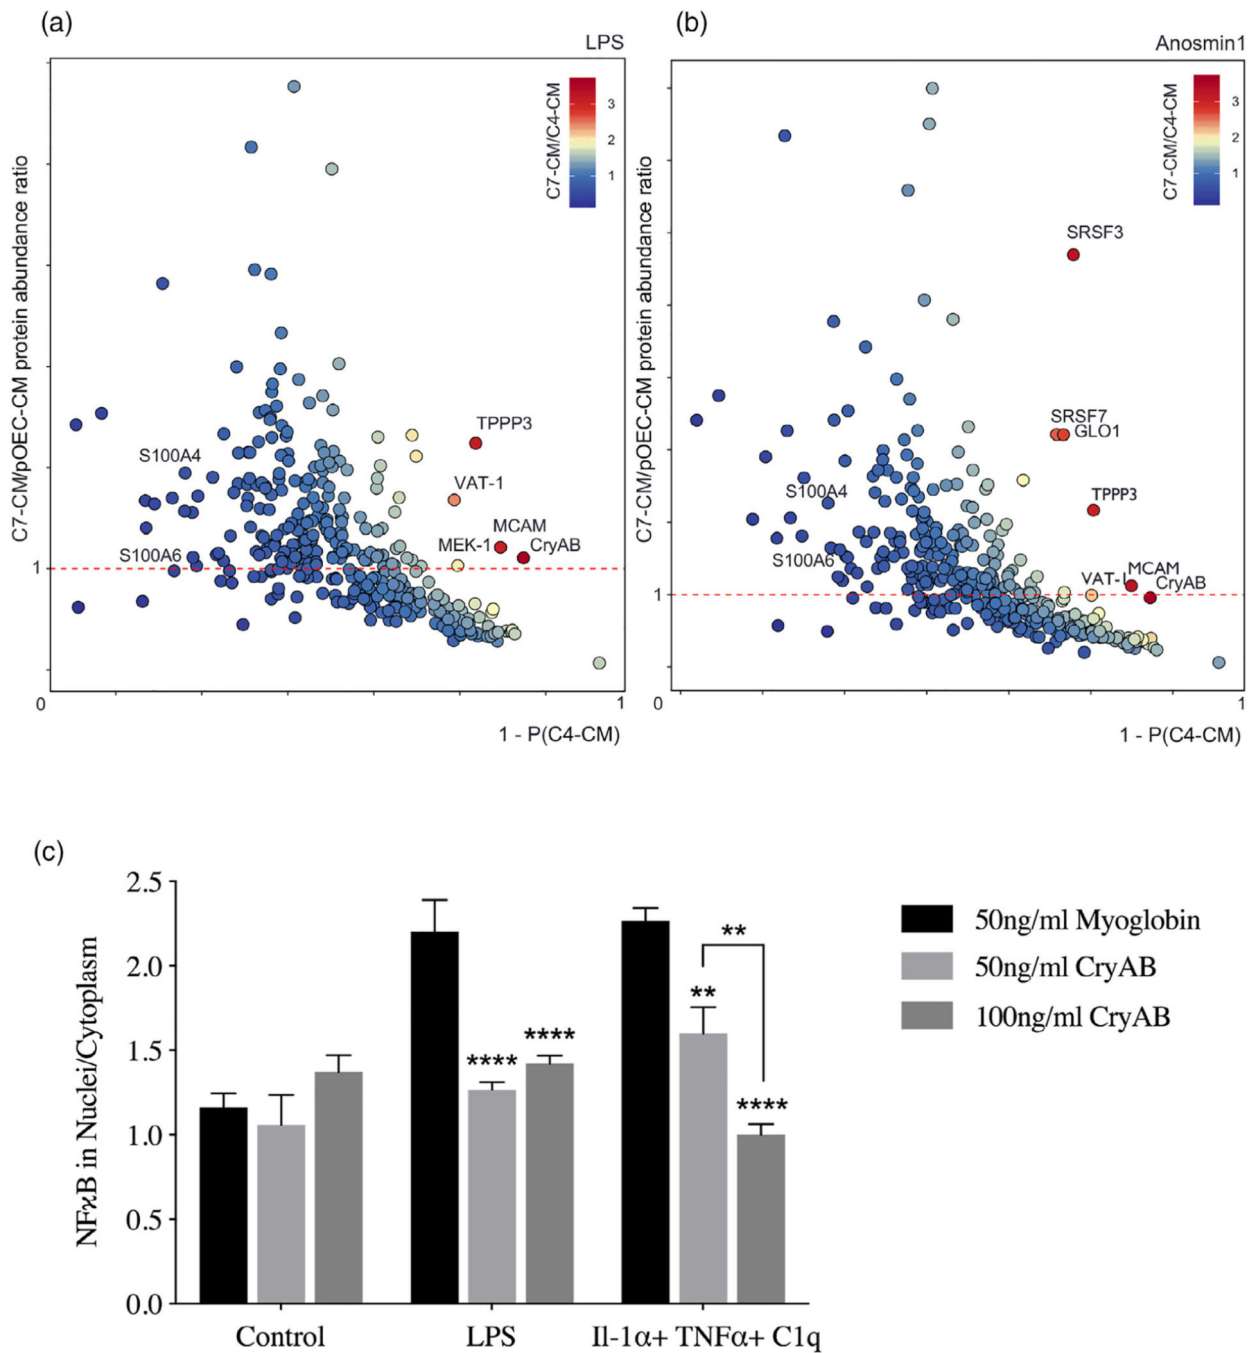 (a)
LPS
C7-CM/pOEC-CM protein abundance ratio
C7-CM/C4-CM
3
2
1
TPPP3
S100A4
VAT-1
MCAM
MEK-1
CryAB
S100A6
1
0
1
1 - P(C4-CM)
(b)
Anosmin1
C7-CM/pOEC-CM protein abundance ratio
C7-CM/C4-CM
3
2
1
SRSF3
SRSF7
GLO1
S100A4
TPPP3
S100A6
VAT-1
MCAM
CryAB
1
0
1
1 - P(C4-CM)
(c)
NFϰB in Nuclei/Cytoplasm
2.5
2.0
1.5
1.0
0.5
0.0
****
****
**
**
****
Control
LPS
Il-1α+ TNFα+ C1q
50ng/ml Myoglobin
50ng/ml CryAB
100ng/ml CryAB